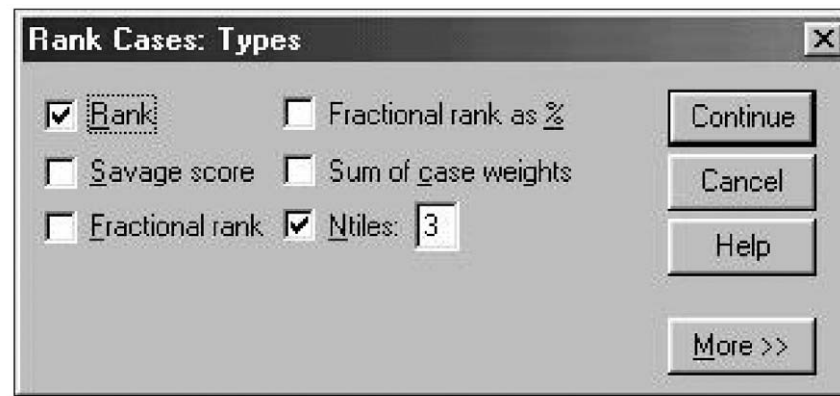 Rank Cases: Types
Rank Fractional rank as % Continue
Savage score Sum of case weights Cancel
Fractional rank Ntiles: 3 Help
More >>